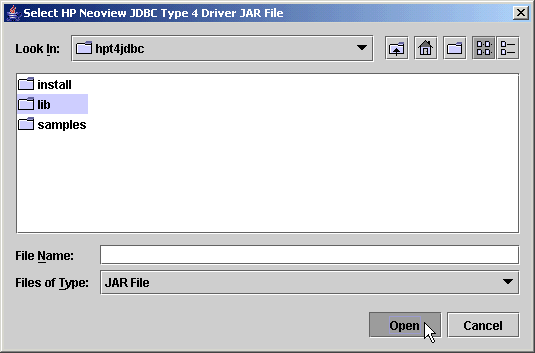 Select HP Neoview JDBC Type 4 Driver JAR File
Look In: hpt4jdbc
install
lib
samples
File Name:
Files of Type: JAR File
Open Cancel